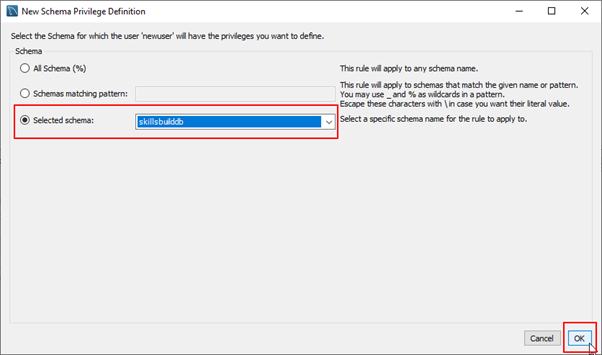 New Schema Privilege Definition
Select the Schema for which the user 'newuser' will have the privileges you want to define.
Schema
All Schema (%)
This rule will apply to any schema name.
Schemas matching pattern:
This rule will apply to schemas that match the given name or pattern.
You may use _ and % as wildcards in a pattern.
Escape these characters with \ in case you want their literal value.
Selected schema:
skillsbuilddb
Select a specific schema name for the rule to apply to.
Cancel
OK